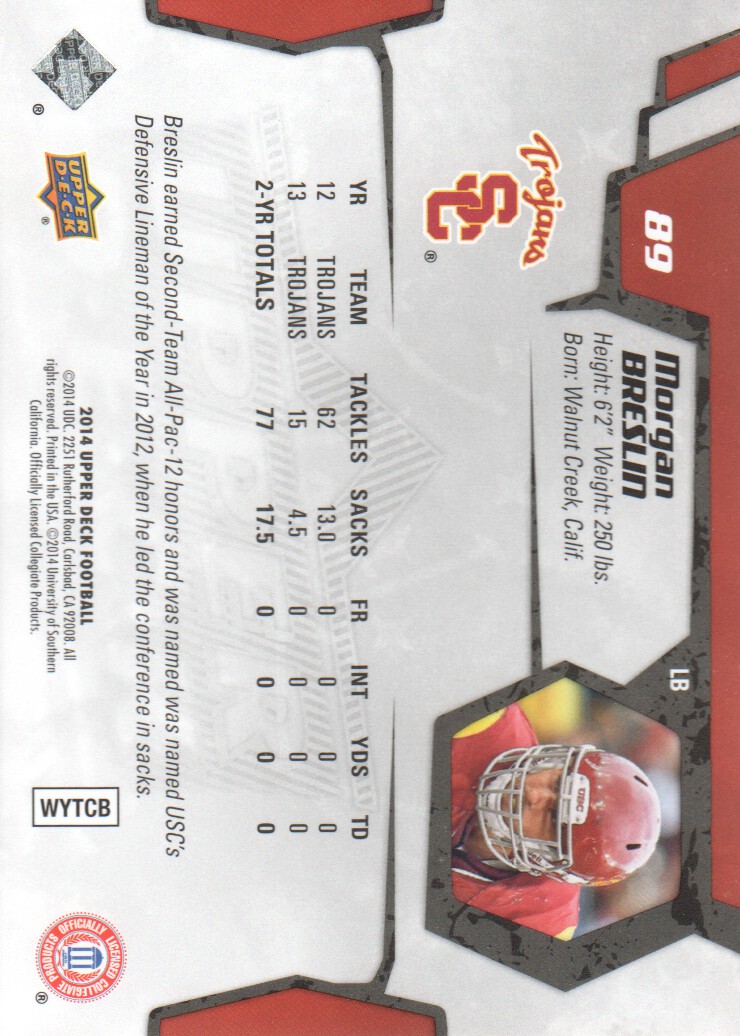 89
Morgan
BRESLIN
LB
Height: 6'2" Weight: 250 lbs.
Born: Walnut Creek, Calif.
Trojans
SC
®
USC
YR TEAM TACKLES SACKS FR INT YDS TD
12 TROJANS 62 13.0 0 0 0 0
13 TROJANS 15 4.5 0 0 0 0
2-YR TOTALS 77 17.5 0 0 0 0
Breslin earned Second-Team All-Pac-12 honors and was named was named USC's
Defensive Lineman of the Year in 2012, when he led the conference in sacks.
UPPER
DECK
®
®
2014 UPPER DECK FOOTBALL
©2014 UDC. 2251 Rutherford Road, Carlsbad, CA 92008. All
rights reserved. Printed in the USA. ©2014 University of Southern
California. Officially Licensed Collegiate Products.
WYTCB
OFFICIALLY LICENSED
COLLEGIATE PRODUCTS
®